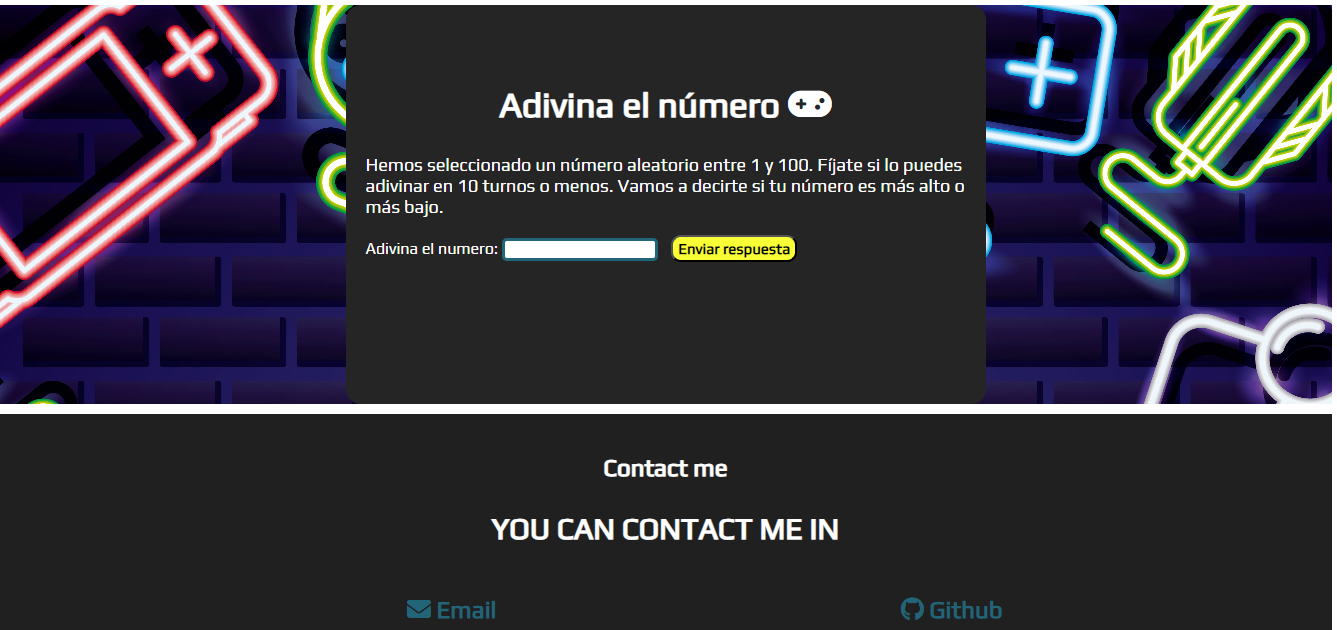 Adivina el número
Hemos seleccionado un número aleatorio entre 1 y 100. Fíjate si lo puedes
adivinar en 10 turnos o menos. Vamos a decirte si tu número es más alto o
más bajo.
Adivina el numero: Enviar respuesta
Contact me
YOU CAN CONTACT ME IN
Email Github